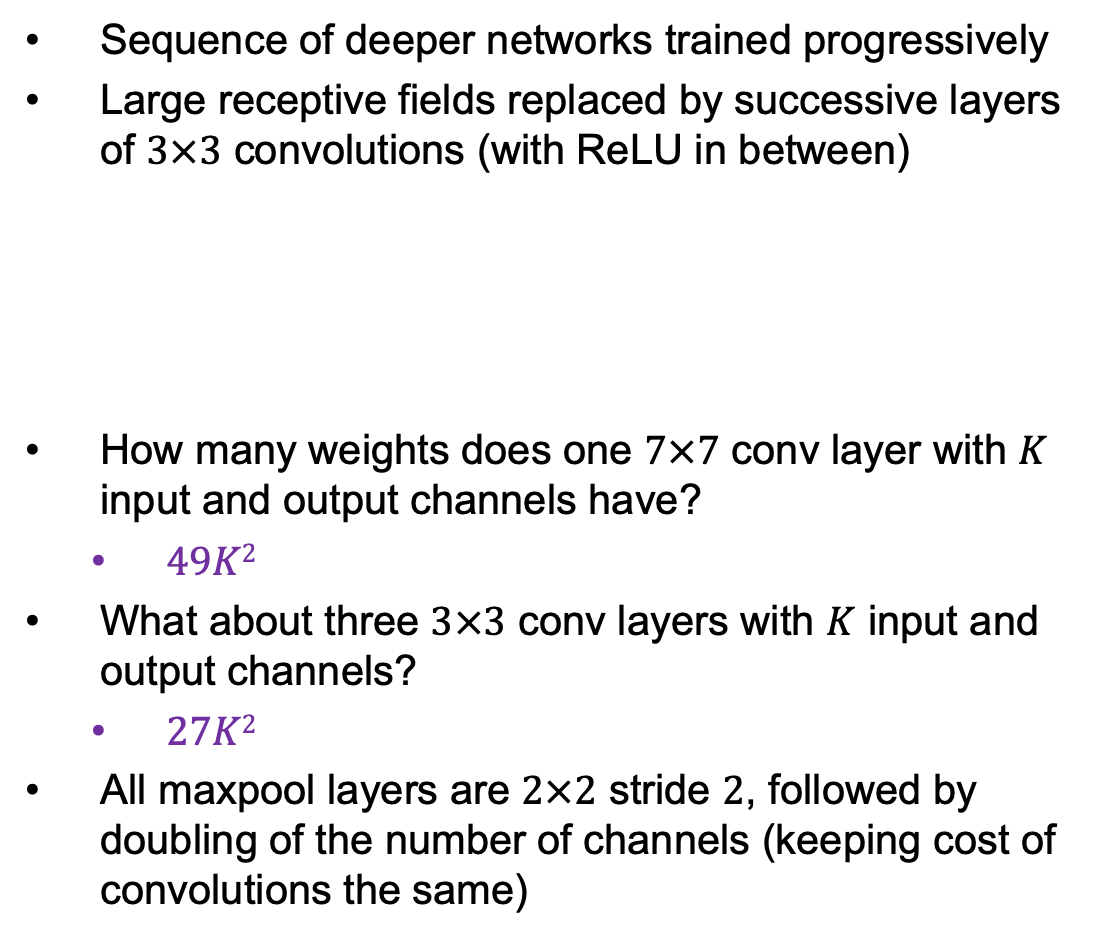 • Sequence of deeper networks trained progressively
• Large receptive fields replaced by successive layers
of 3×3 convolutions (with ReLU in between)
• How many weights does one 7×7 conv layer with K
input and output channels have?
• 49K²
• What about three 3×3 conv layers with K input and
output channels?
• 27K²
• All maxpool layers are 2×2 stride 2, followed by
doubling of the number of channels (keeping cost of
convolutions the same)